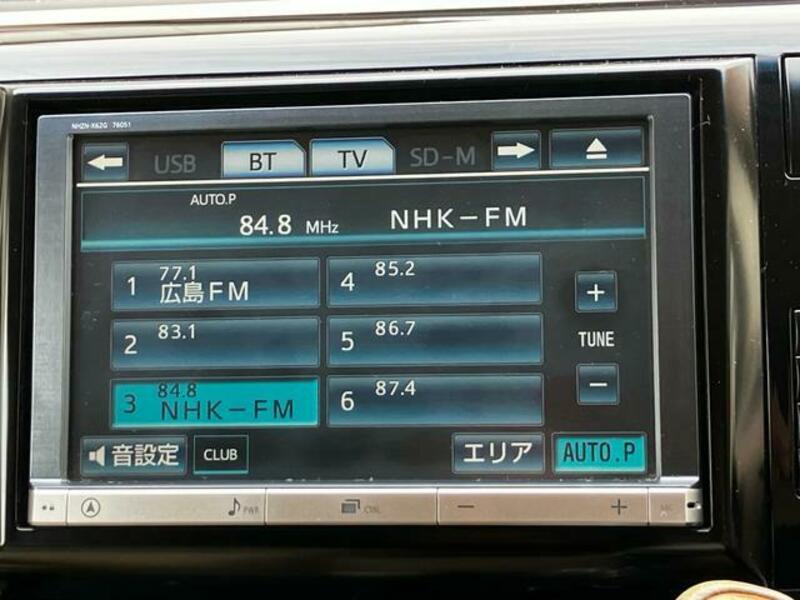 NHZN-X62G 76051
USB BT TV SD-M
AUTO.P
84.8 MHz NHK-FM
1 77.1 広島FM
4 85.2
2 83.1
5 86.7
3 84.8 NHK-FM
6 87.4
+
TUNE
-
音設定 CLUB エリア AUTO.P
PWR - +